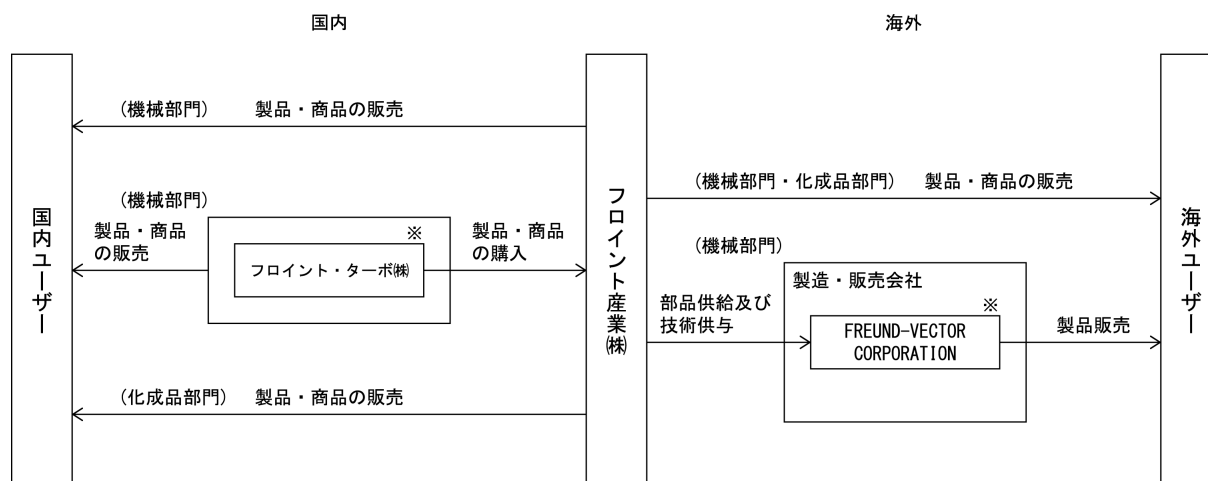 国内
海外
(機械部門) 製品・商品の販売
(機械部門)
製品・商品
の販売
※
フロイント・ターボ㈱
製品・商品
の購入
(化成品部門) 製品・商品の販売
国内ユーザー
フロイント産業㈱
(機械部門・化成品部門) 製品・商品の販売
(機械部門)
製造・販売会社
部品供給及び
技術供与
※
FREUND-VECTOR
CORPORATION
製品販売
海外ユーザー